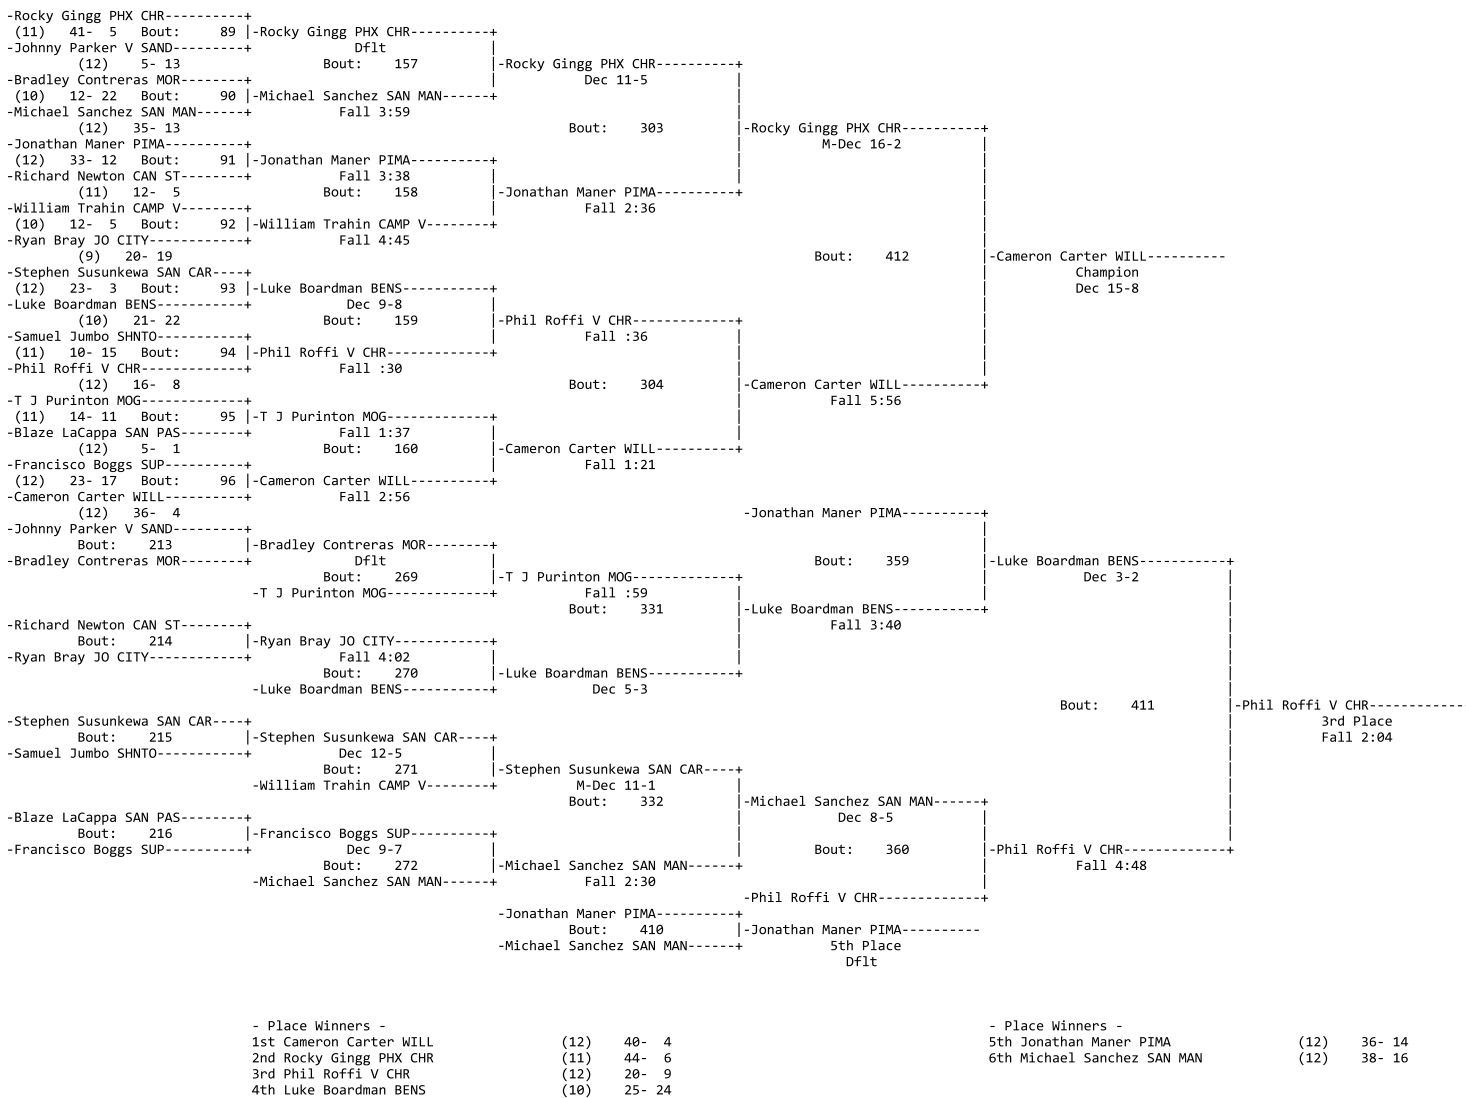 -Rocky Gingg PHX CHR----------+
(11)   41-  5   Bout:     89 |-Rocky Gingg PHX CHR----------+
-Johnny Parker V SAND---------+             Dflt             |
(12)    5- 13                  Bout:    157         |-Rocky Gingg PHX CHR----------+
-Bradley Contreras MOR--------+                              |           Dec 11-5           |
(10)   12- 22   Bout:     90 |-Michael Sanchez SAN MAN------+                              |
-Michael Sanchez SAN MAN------+           Fall 3:59                                         |
(12)   35- 13                                                 Bout:    303         |-Rocky Gingg PHX CHR----------+
-Jonathan Maner PIMA----------+                                                             |          M-Dec 16-2          |
(12)   33- 12   Bout:     91 |-Jonathan Maner PIMA----------+                              |                              |
-Richard Newton CAN ST--------+           Fall 3:38          |                              |                              |
(11)   12-  5                  Bout:    158         |-Jonathan Maner PIMA----------+                              |
-William Trahin CAMP V--------+                              |           Fall 2:36                                         |
(10)   12-  5   Bout:     92 |-William Trahin CAMP V--------+                                                             |
-Ryan Bray JO CITY------------+           Fall 4:45                                                                        |
(9)   20- 19                                                                                Bout:    412         |-Cameron Carter WILL----------
-Stephen Susunkewa SAN CAR----+                                                                                            |           Champion
(12)   23-  3   Bout:     93 |-Luke Boardman BENS-----------+                                                             |           Dec 15-8
-Luke Boardman BENS-----------+            Dec 9-8           |                                                             |
(10)   21- 22                  Bout:    159         |-Phil Roffi V CHR-------------+                              |
-Samuel Jumbo SHNTO-----------+                              |           Fall :36           |                              |
(11)   10- 15   Bout:     94 |-Phil Roffi V CHR-------------+                              |                              |
-Phil Roffi V CHR-------------+           Fall :30                                          |                              |
(12)   16-  8                                                 Bout:    304         |-Cameron Carter WILL----------+
-T J Purinton MOG-------------+                                                             |           Fall 5:56
(11)   14- 11   Bout:     95 |-T J Purinton MOG-------------+                              |
-Blaze LaCappa SAN PAS--------+           Fall 1:37          |                              |
(12)    5-  1                  Bout:    160         |-Cameron Carter WILL----------+
-Francisco Boggs SUP----------+                              |           Fall 1:21
(12)   23- 17   Bout:     96 |-Cameron Carter WILL----------+
-Cameron Carter WILL----------+           Fall 2:56
(12)   36-  4                                                                      -Jonathan Maner PIMA----------+
-Johnny Parker V SAND---------+                                                                                            |
Bout:    213         |-Bradley Contreras MOR--------+                                                             |
-Bradley Contreras MOR--------+             Dflt             |                                        Bout:    359         |-Luke Boardman BENS-----------+
Bout:    269         |-T J Purinton MOG-------------+                              |            Dec 3-2           |
-T J Purinton MOG-------------+           Fall :59           |                              |                              |
Bout:    331         |-Luke Boardman BENS-----------+                              |
-Richard Newton CAN ST--------+                                                             |           Fall 3:40                                         |
Bout:    214         |-Ryan Bray JO CITY------------+                              |                                                             |
-Ryan Bray JO CITY------------+           Fall 4:02          |                              |                                                             |
Bout:    270         |-Luke Boardman BENS-----------+                                                             |
-Luke Boardman BENS-----------+            Dec 5-3                                                                        |
Bout:    411         |-Phil Roffi V CHR------------
-Stephen Susunkewa SAN CAR----+                                                                                                                           |          3rd Place
Bout:    215         |-Stephen Susunkewa SAN CAR----+                                                                                            |          Fall 2:04
-Samuel Jumbo SHNTO-----------+           Dec 12-5           |                                                                                            |
Bout:    271         |-Stephen Susunkewa SAN CAR----+                                                             |
-William Trahin CAMP V--------+          M-Dec 11-1          |                                                             |
Bout:    332         |-Michael Sanchez SAN MAN------+                              |
-Blaze LaCappa SAN PAS--------+                                                             |            Dec 8-5           |                              |
Bout:    216         |-Francisco Boggs SUP----------+                              |                              |                              |
-Francisco Boggs SUP----------+            Dec 9-7           |                              |         Bout:    360         |-Phil Roffi V CHR-------------+
Bout:    272         |-Michael Sanchez SAN MAN------+                              |           Fall 4:48
-Michael Sanchez SAN MAN------+           Fall 2:30                                         |
-Phil Roffi V CHR-------------+
-Jonathan Maner PIMA----------+
Bout:    410         |-Jonathan Maner PIMA----------
-Michael Sanchez SAN MAN------+           5th Place
Dflt
- Place Winners -                                                                            - Place Winners -
1st Cameron Carter WILL                (12)    40-  4                                        5th Jonathan Maner PIMA                (12)    36- 14
2nd Rocky Gingg PHX CHR                (11)    44-  6                                        6th Michael Sanchez SAN MAN            (12)    38- 16
3rd Phil Roffi V CHR                   (12)    20-  9
4th Luke Boardman BENS                 (10)    25- 24